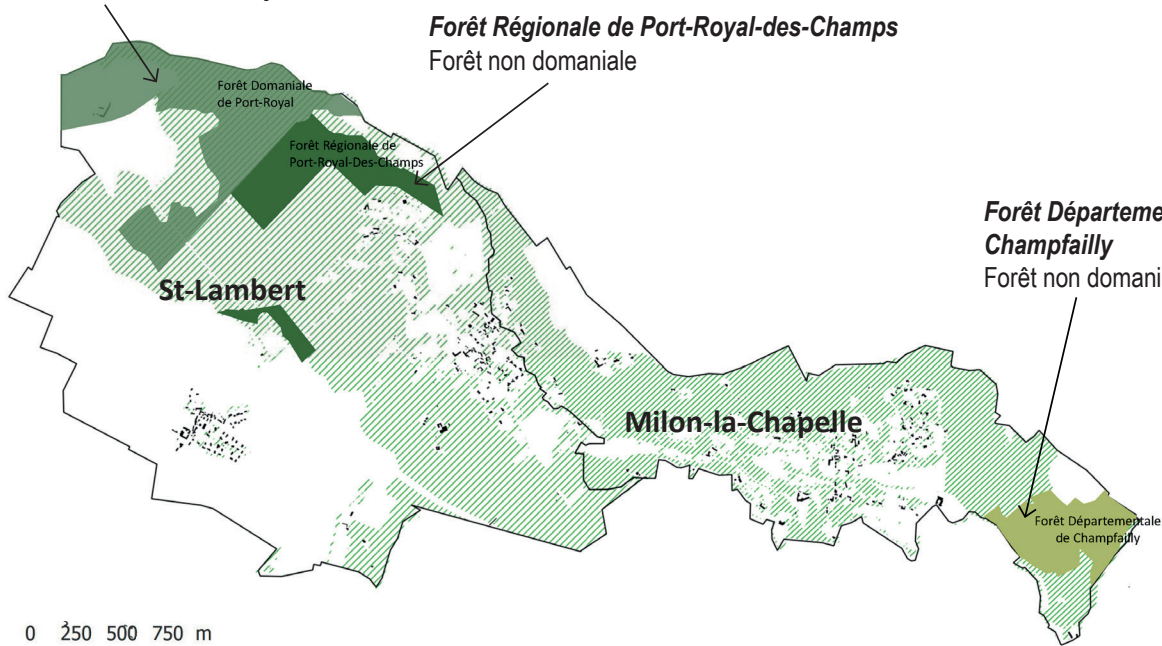 Forêt Régionale de Port-Royal-des-Champs
Forêt non domaniale
Forêt Domaniale
de Port-Royal
Forêt Régionale de
Port-Royal-Des-Champs
Forêt Départeme
Champfailly
Forêt non domani
St-Lambert
Milon-la-Chapelle
Forêt Départementale
de Champfailly
0 250 500 750 m